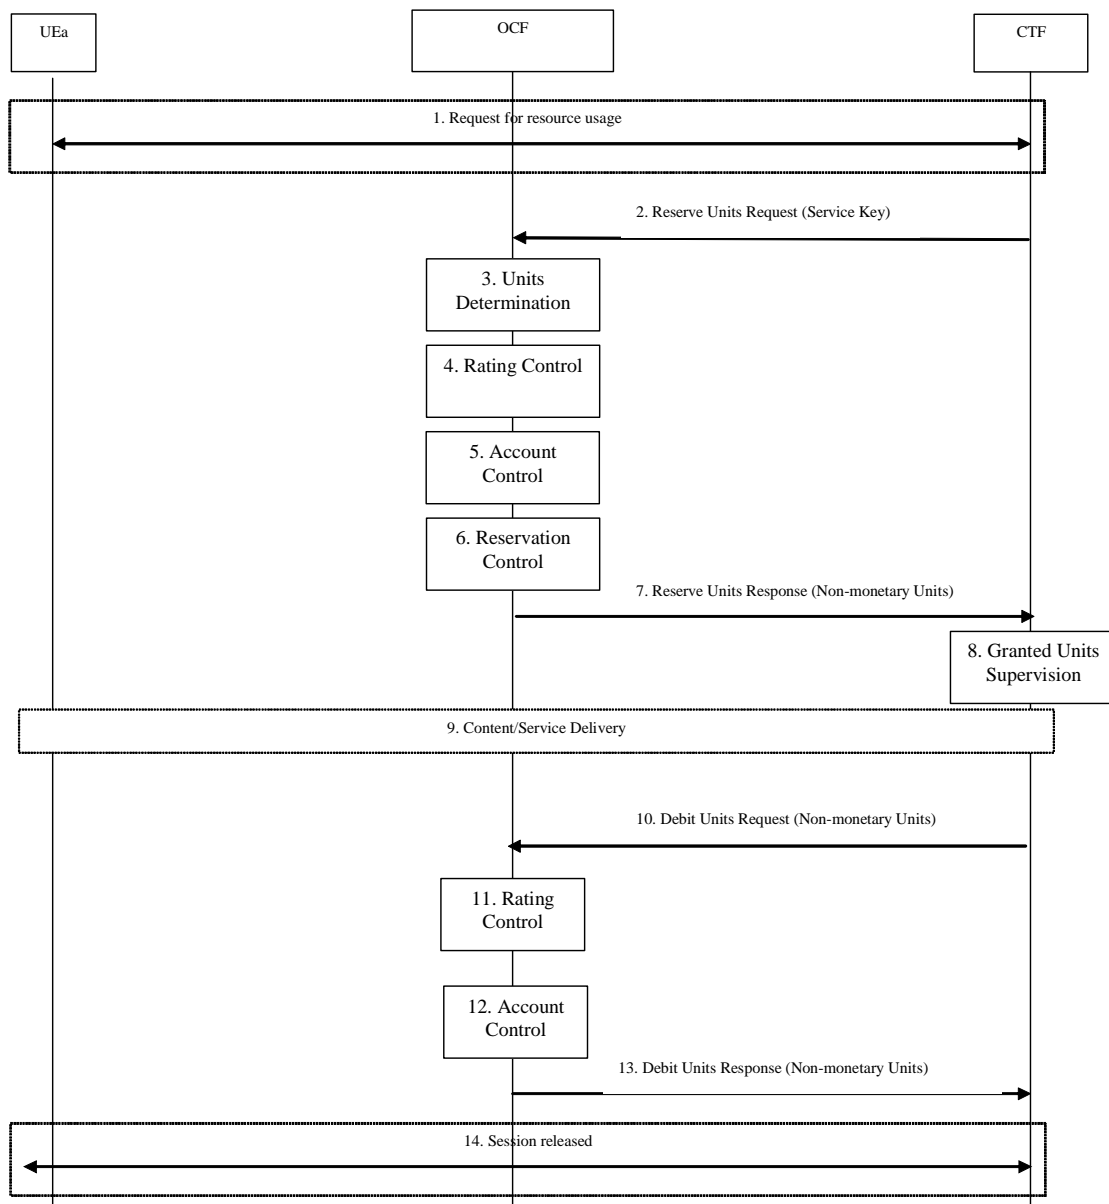 UEa
OCF
CTF
1. Request for resource usage
2. Reserve Units Request (Service Key)
3. Units
Determination
4. Rating Control
5. Account
Control
6. Reservation
Control
7. Reserve Units Response (Non-monetary Units)
8. Granted Units
Supervision
9. Content/Service Delivery
10. Debit Units Request (Non-monetary Units)
11. Rating
Control
12. Account
Control
13. Debit Units Response (Non-monetary Units)
14. Session released